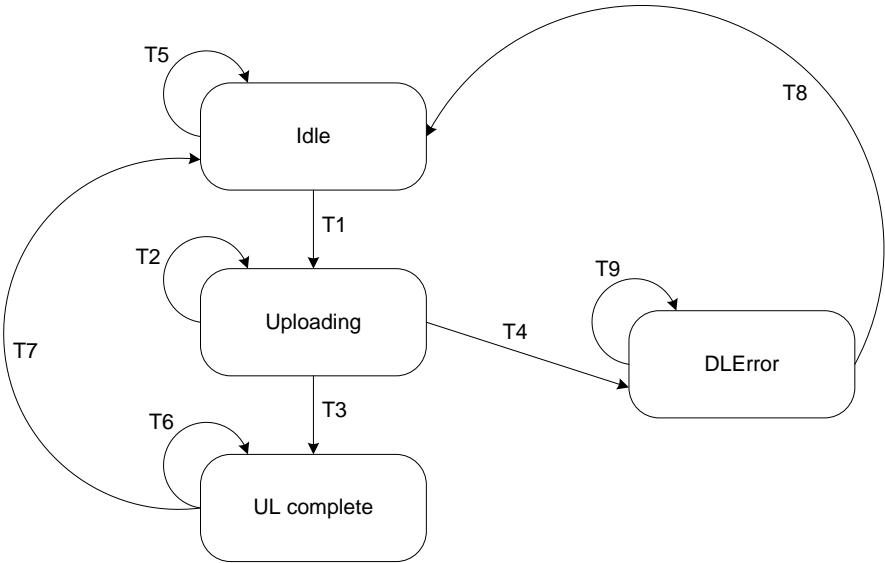 T5
T8
Idle
T1
T2
T9
Uploading
T4
T7
DLError
T3
T6
UL complete